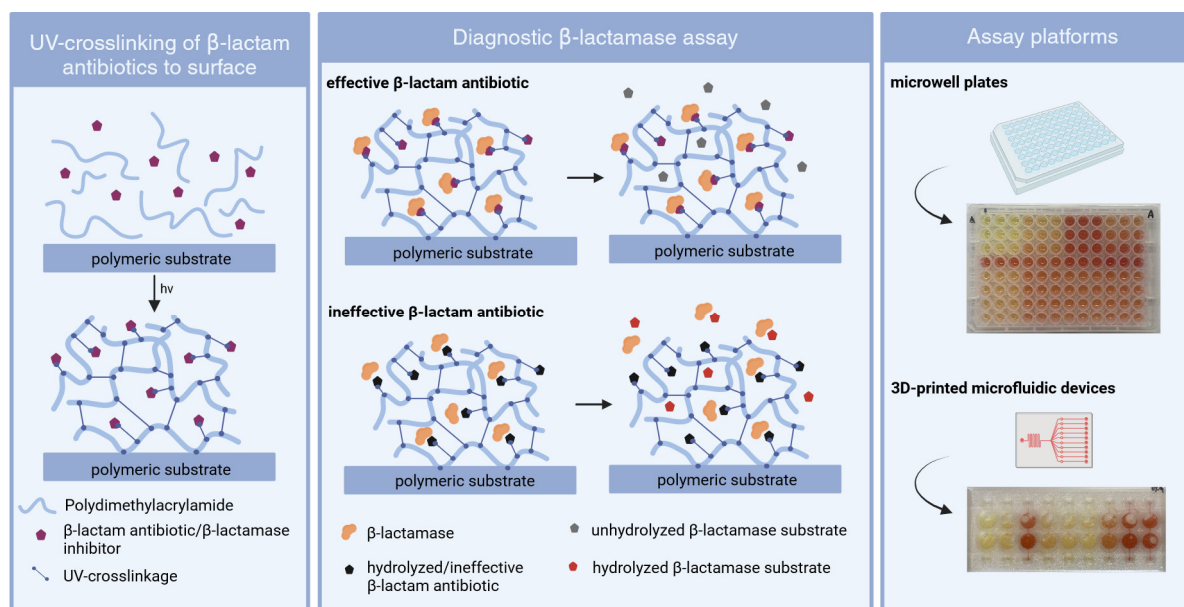 UV-crosslinking of β-lactam
antibiotics to surface
polymeric substrate
hv
polymeric substrate
Polydimethylacrylamide
β-lactam antibiotic/β-lactamase
inhibitor
UV-crosslinkage
Diagnostic β-lactamase assay
effective β-lactam antibiotic
polymeric substrate
polymeric substrate
ineffective β-lactam antibiotic
polymeric substrate
polymeric substrate
β-lactamase
hydrolyzed/ineffective
β-lactam antibiotic
unhydrolyzed β-lactamase substrate
hydrolyzed β-lactamase substrate
Assay platforms
microwell plates
A
3D-printed microfluidic devices